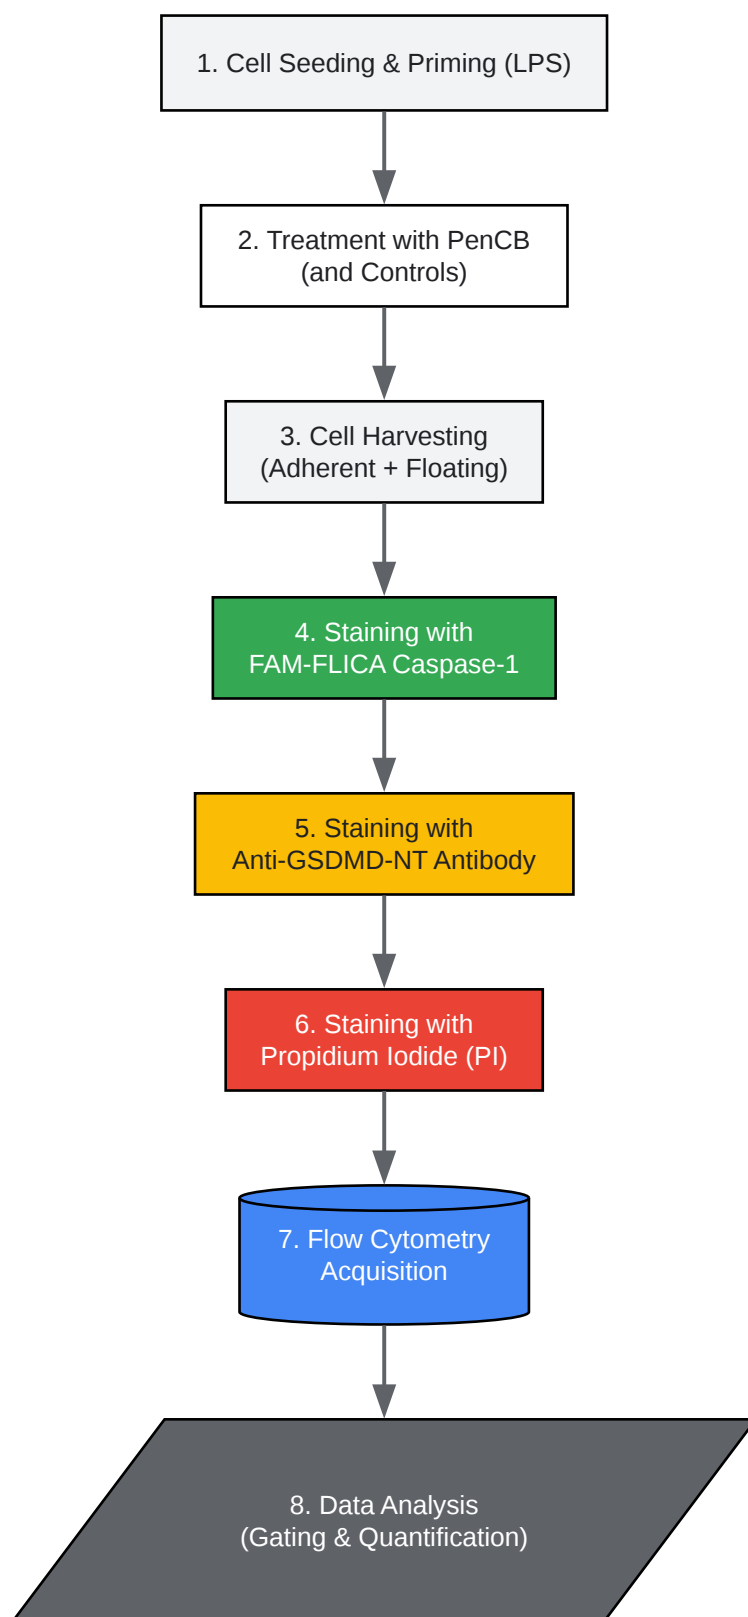 1. Cell Seeding & Priming (LPS)
2. Treatment with PenCB
(and Controls)
3. Cell Harvesting
(Adherent + Floating)
4. Staining with
FAM-FLICA Caspase-1
5. Staining with
Anti-GSDMD-NT Antibody
6. Staining with
Propidium Iodide (PI)
7. Flow Cytometry
Acquisition
8. Data Analysis
(Gating & Quantification)